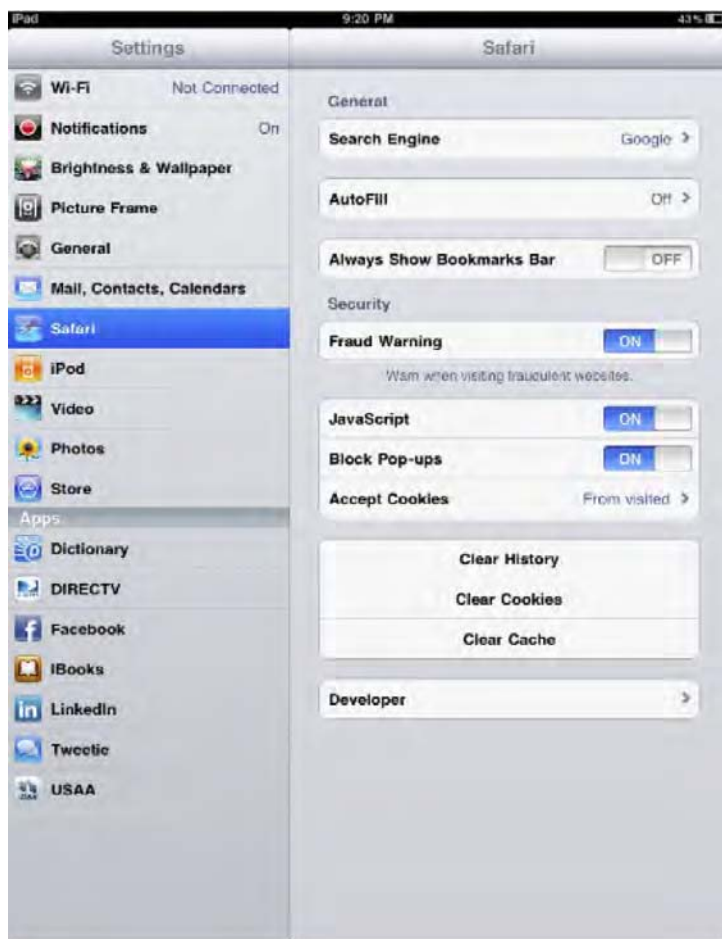 iPad 9:20 PM 43%
Settings
Wi-Fi Not Connected
Notifications On
Brightness & Wallpaper
Picture Frame
General
Mail, Contacts, Calendars
Safari
iPod
Video
Photos
Store
Apps
Dictionary
DIRECTV
Facebook
iBooks
LinkedIn
Tweetie
USAA
Safari
General
Search Engine Google >
AutoFill Off >
Always Show Bookmarks Bar OFF
Security
Fraud Warning ON
Warn when visiting fraudulent websites.
JavaScript ON
Block Pop-ups ON
Accept Cookies From visited >
Clear History
Clear Cookies
Clear Cache
Developer >